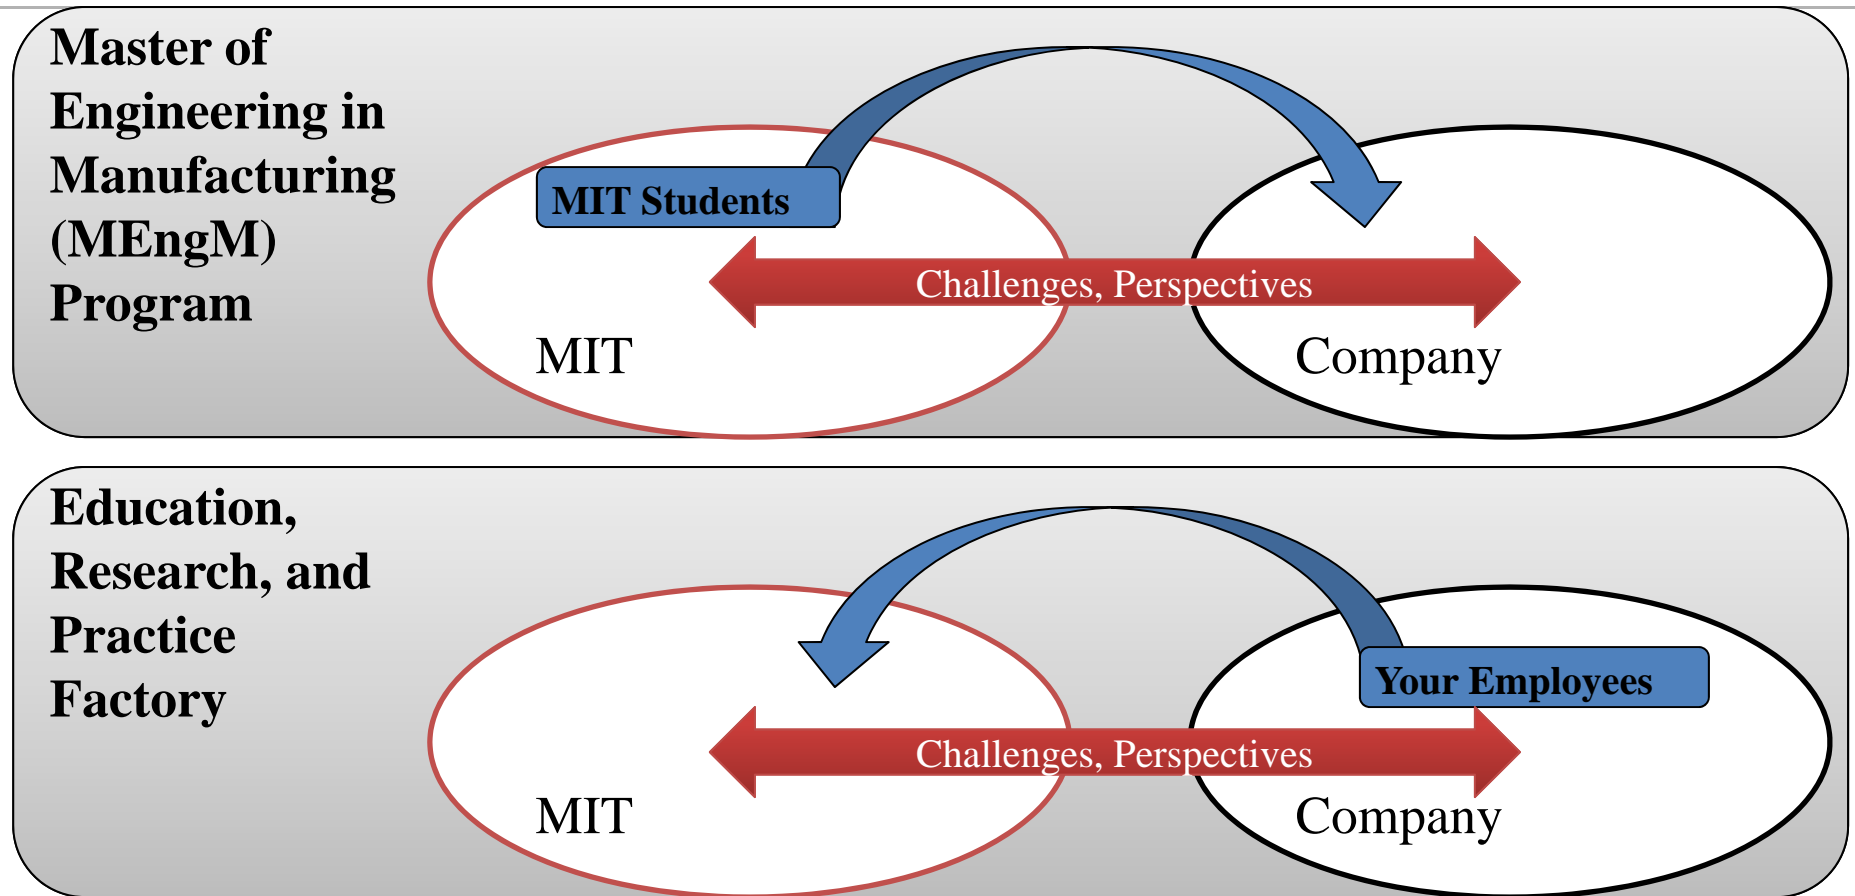 Master of
Engineering in
Manufacturing
(MEngM)
Program
MIT Students
Challenges, Perspectives
MIT
Company
Education,
Research, and
Practice
Factory
Your Employees
Challenges, Perspectives
MIT
Company